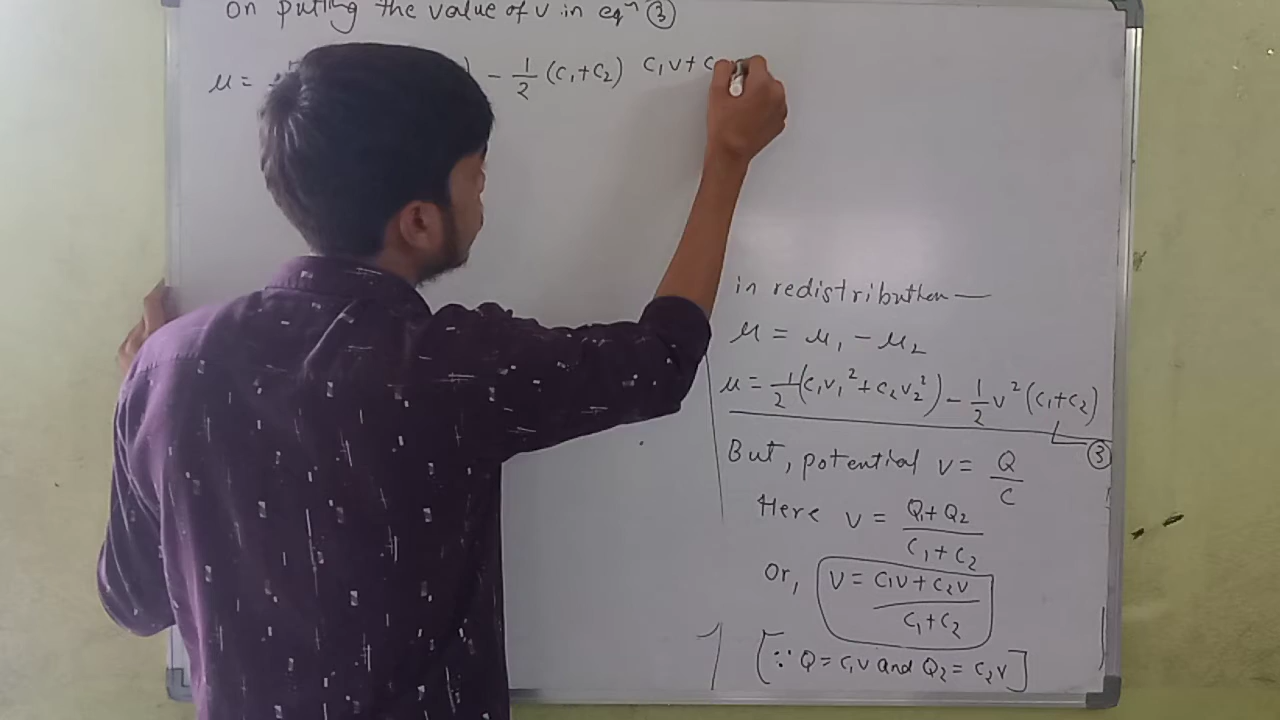 on putting the value of v in eqⁿ ③
u = ) - 1/2 (c₁+c₂) c₁v+c
in redistributhen —
u = u₁ - u₂
u = 1/2 (c₁v₁² + c₂v₂²) - 1/2 v² (c₁+c₂)
③
But, potential v = Q/C
Here v = Q₁+Q₂/c₁+c₂
Or, v = c₁v+c₂v/c₁+c₂
[∵ Q = c₁v and Q₂ = c₂v]